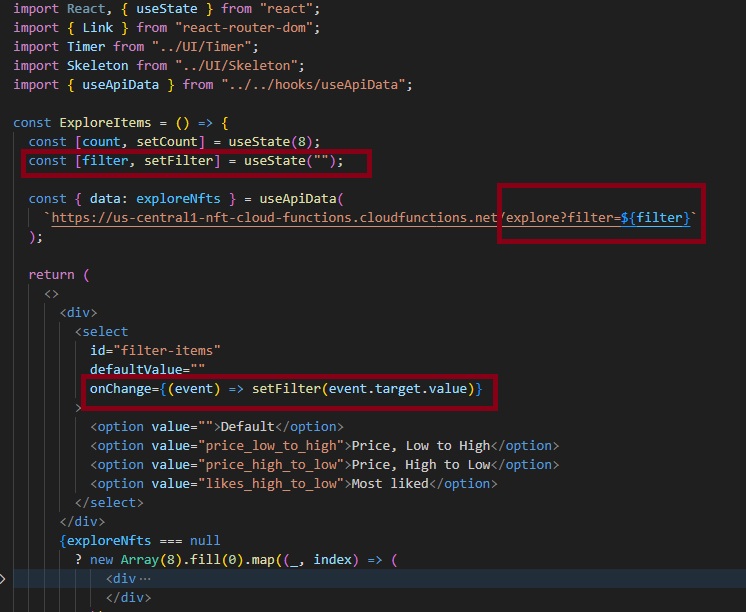 import React, { useState } from "react";
import { Link } from "react-router-dom";
import Timer from "../UI/Timer";
import Skeleton from "../UI/Skeleton";
import { useApiData } from "../../hooks/useApiData";
const ExploreItems = () => {
const [count, setCount] = useState(8);
const [filter, setFilter] = useState("");
const { data: exploreNfts } = useApiData(
`https://us-central1-nft-cloud-functions.cloudfunctions.net/explore?filter=${filter}`
);
return (
<>
<div>
<select
id="filter-items"
defaultValue=""
onChange={(event) => setFilter(event.target.value)}
>
<option value="">Default</option>
<option value="price_low_to_high">Price, Low to High</option>
<option value="price_high_to_low">Price, High to Low</option>
<option value="likes_high_to_low">Most liked</option>
</select>
</div>
{exploreNfts === null
? new Array(8).fill(0).map((_, index) => (
<div ···
</div>